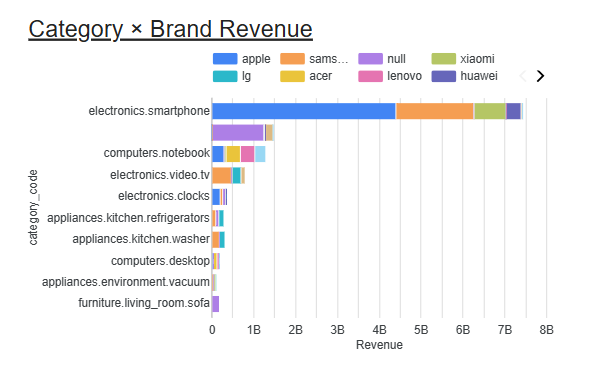 Category × Brand Revenue
apple sams... null xiaomi
lg acer lenovo huawei
electronics.smartphone
computers.notebook
electronics.video.tv
electronics.clocks
appliances.kitchen.refrigerators
appliances.kitchen.washer
computers.desktop
appliances.environment.vacuum
furniture.living_room.sofa
category_code
0 1B 2B 3B 4B 5B 6B 7B 8B
Revenue